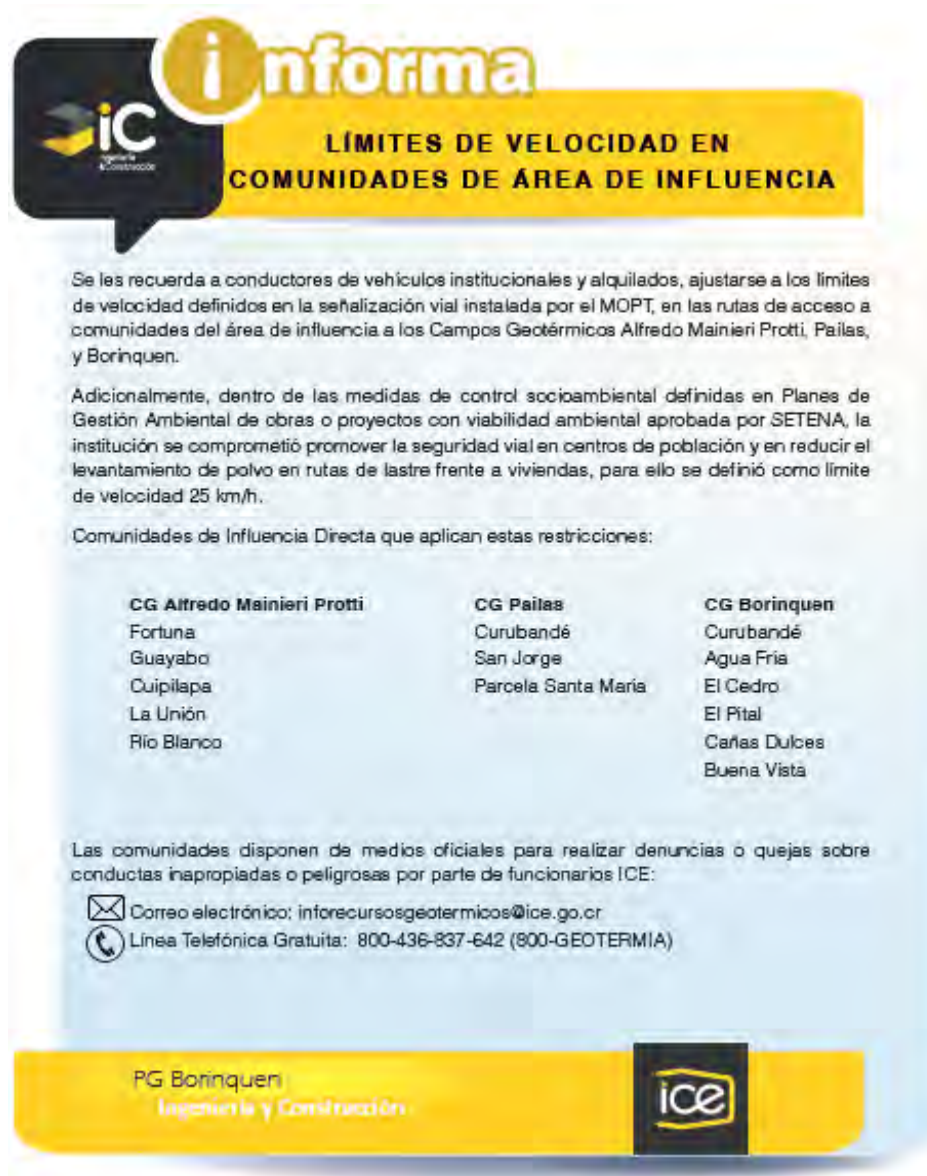 informa
iC
Ingeniería
&Construcción
LÍMITES DE VELOCIDAD EN
COMUNIDADES DE ÁREA DE INFLUENCIA
Se les recuerda a conductores de vehículos institucionales y alquilados, ajustarse a los límites
de velocidad definidos en la señalización vial instalada por el MOPT, en las rutas de acceso a
comunidades del área de influencia a los Campos Geotérmicos Alfredo Mainieri Protti, Pailas,
y Borinquen.
Adicionalmente, dentro de las medidas de control socioambiental definidas en Planes de
Gestión Ambiental de obras o proyectos con viabilidad ambiental aprobada por SETENA, la
institución se comprometió promover la seguridad vial en centros de población y en reducir el
levantamiento de polvo en rutas de lastre frente a viviendas, para ello se definió como límite
de velocidad 25 km/h.
Comunidades de Influencia Directa que aplican estas restricciones:
CG Alfredo Mainieri Protti
Fortuna
Guayabo
Cuipilapa
La Unión
Río Blanco
CG Pailas
Curubandé
San Jorge
Parcela Santa María
CG Borinquen
Curubandé
Agua Fría
El Cedro
El Pital
Cañas Dulces
Buena Vista
Las comunidades disponen de medios oficiales para realizar denuncias o quejas sobre
conductas inapropiadas o peligrosas por parte de funcionarios ICE:
Correo electrónico: inforecursosgeotermicos@ice.go.cr
Línea Telefónica Gratuita: 800-436-837-642 (800-GEOTERMIA)
PG Borinquen
Ingeniería y Construcción
ice